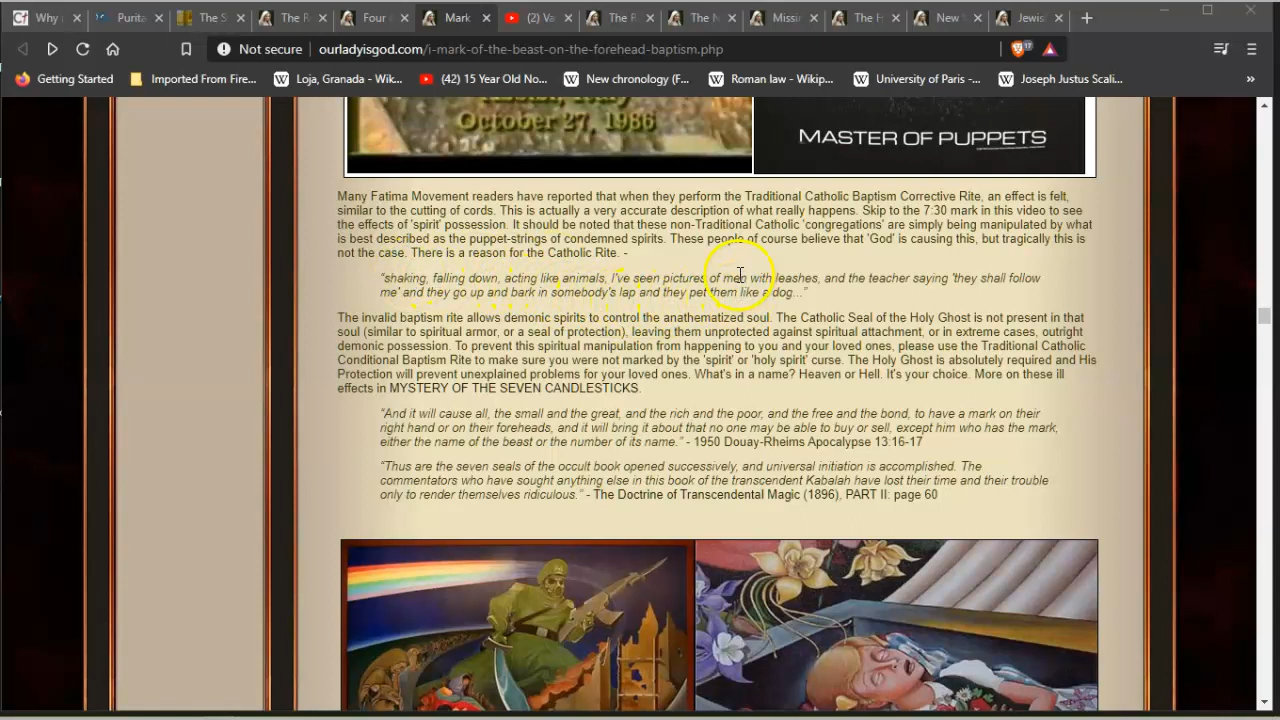 Why i
Purita
The S
The R
Four
Mark
(2) Va
The F
The N
Missi
The H
New
Jewis
Not secure
ourladyisgod.com/i-mark-of-the-beast-on-the-forehead-baptism.php
17
Getting Started
Imported From Fire...
Loja, Granada - Wik...
(42) 15 Year Old No...
New chronology (F...
Roman law - Wikip...
University of Paris -...
Joseph Justus Scali...
October 27, 1986
MASTER OF PUPPETS
Many Fatima Movement readers have reported that when they perform the Traditional Catholic Baptism Corrective Rite, an effect is felt,
similar to the cutting of cords. This is actually a very accurate description of what really happens. Skip to the 7:30 mark in this video to see
the effects of 'spirit' possession. It should be noted that these non-Traditional Catholic 'congregations' are simply being manipulated by what
is best described as the puppet-strings of condemned spirits. These people of course believe that 'God' is causing this, but tragically this is
not the case. There is a reason for the Catholic Rite. -
“shaking, falling down, acting like animals, I've seen pictures of men with leashes, and the teacher saying 'they shall follow
me' and they go up and bark in somebody's lap and they pet them like a dog...”
The invalid baptism rite allows demonic spirits to control the anathematized soul. The Catholic Seal of the Holy Ghost is not present in that
soul (similar to spiritual armor, or a seal of protection), leaving them unprotected against spiritual attachment, or in extreme cases, outright
demonic possession. To prevent this spiritual manipulation from happening to you and your loved ones, please use the Traditional Catholic
Conditional Baptism Rite to make sure you were not marked by the 'spirit' or 'holy spirit' curse. The Holy Ghost is absolutely required and His
Protection will prevent unexplained problems for your loved ones. What's in a name? Heaven or Hell. It's your choice. More on these ill
effects in MYSTERY OF THE SEVEN CANDLESTICKS.
“And it will cause all, the small and the great, and the rich and the poor, and the free and the bond, to have a mark on their
right hand or on their foreheads, and it will bring it about that no one may be able to buy or sell, except him who has the mark,
either the name of the beast or the number of its name.” - 1950 Douay-Rheims Apocalypse 13:16-17
“Thus are the seven seals of the occult book opened successively, and universal initiation is accomplished. The
commentators who have sought anything else in this book of the transcendent Kabalah have lost their time and their trouble
only to render themselves ridiculous.” - The Doctrine of Transcendental Magic (1896), PART II: page 60